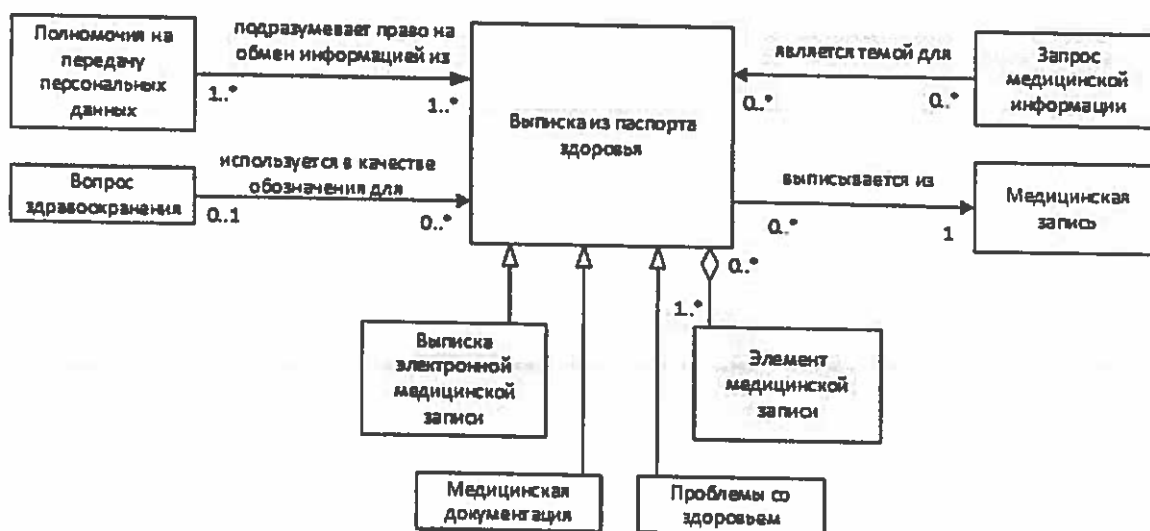 Полномочия на
передачу
персональных
данных
подразумевает право на
обмен информацией из
1..*
1..*
Выписка из паспорта
здоровья
является темой для
0..*
0..*
Запрос
медицинской
информации
Вопрос
здравоохранения
используется в качестве
обозначения для
0..1
0..*
выписывается из
0..*
1
Медицинская
запись
0..*
1..*
Выписка
электронной
медицинской
записи
Элемент
медицинской
записи
Медицинская
документация
Проблемы со
здоровьем